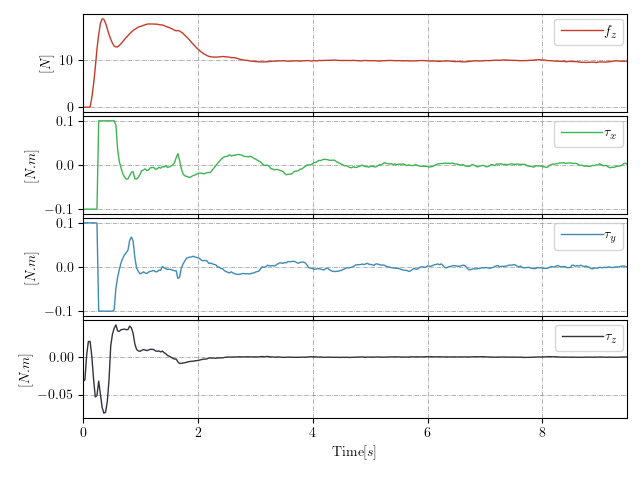 [N]
10
0
f_z
[N.m]
0.1
0.0
−0.1
τ_x
[N.m]
0.1
0.0
−0.1
τ_y
[N.m]
0.00
−0.05
τ_z
0 2 4 6 8
Time[s]